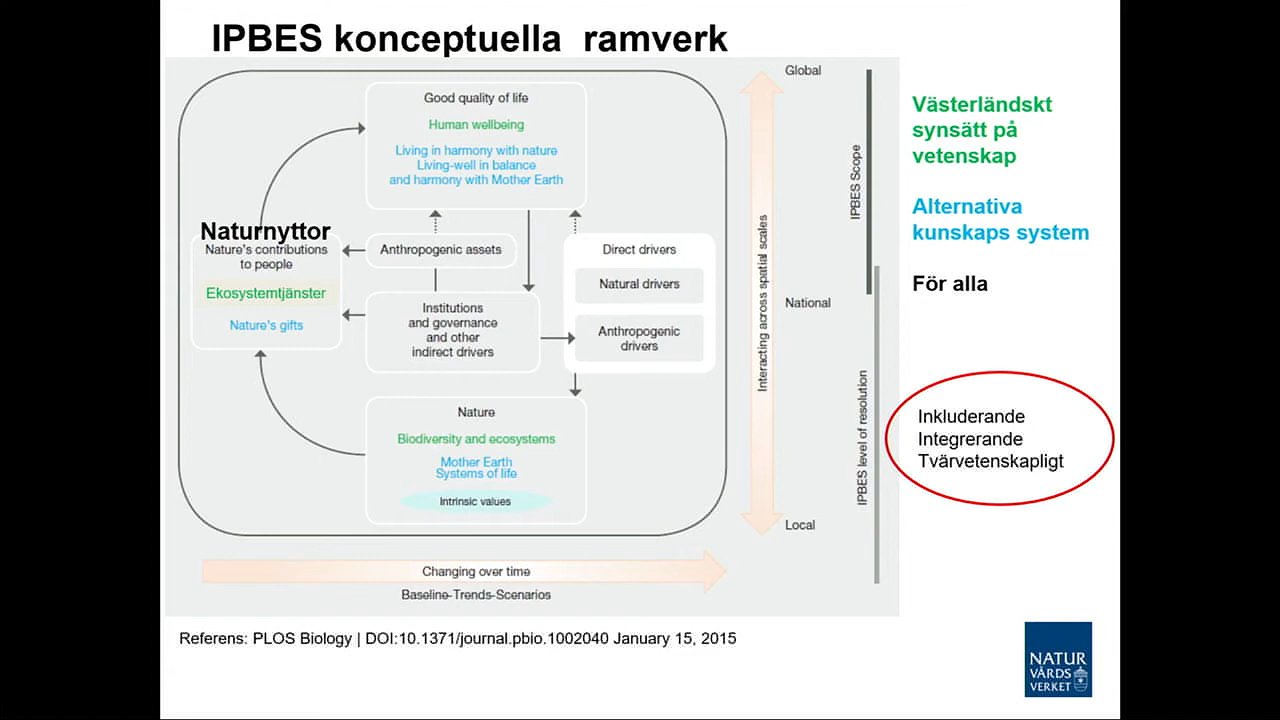 IPBES konceptuella ramverk
Good quality of life
Human wellbeing
Living in harmony with nature
Living-well in balance
and harmony with Mother Earth
Naturnyttor
Nature's contributions
to people
Ekosystemtjänster
Nature's gifts
Anthropogenic assets
Institutions
and governance
and other
indirect drivers
Direct drivers
Natural drivers
Anthropogenic
drivers
Nature
Biodiversity and ecosystems
Mother Earth
Systems of life
Intrinsic values
Changing over time
Baseline-Trends-Scenarios
Interacting across spatial scales
Global
National
Local
IPBES Scope
IPBES level of resolution
Västerländskt
synsätt på
vetenskap
Alternativa
kunskaps system
För alla
Inkluderande
Integrerande
Tvärvetenskapligt
Referens: PLOS Biology | DOI:10.1371/journal.pbio.1002040 January 15, 2015
NATUR
VÅRDS
VERKET